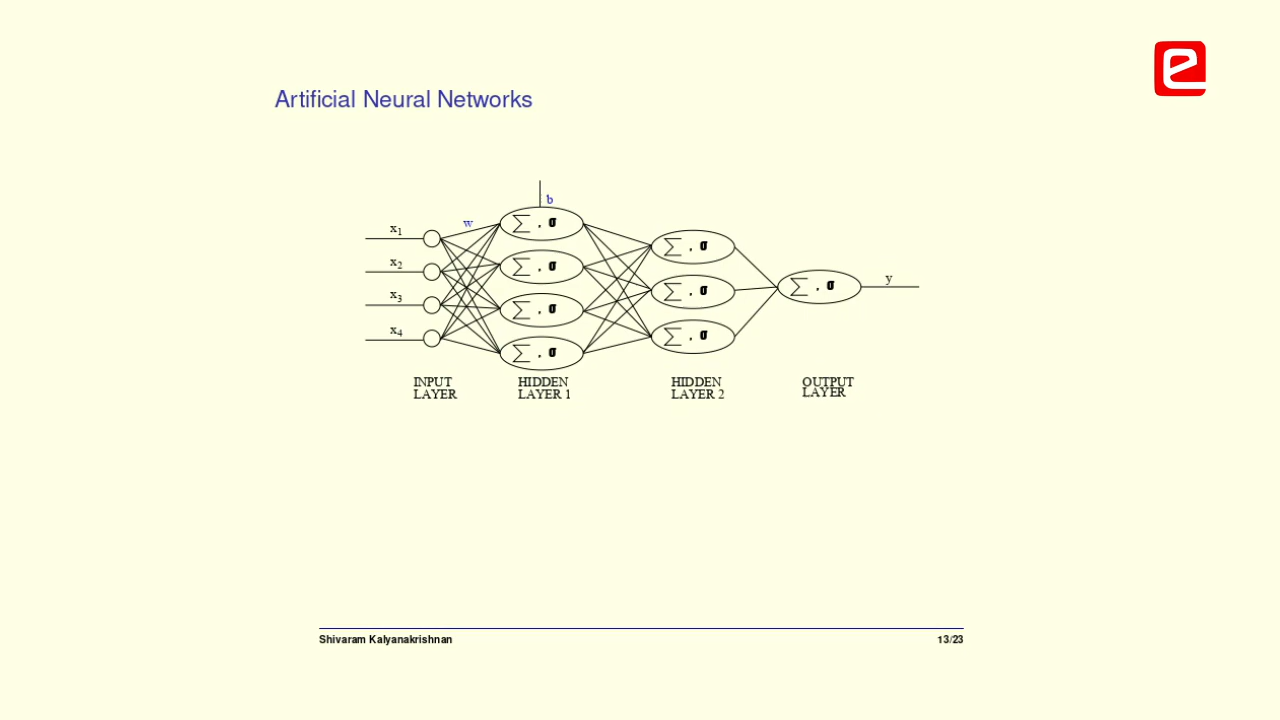 Artificial Neural Networks
b
w
x1
x2
x3
x4
∑ , σ
∑ , σ
∑ , σ
∑ , σ
∑ , σ
∑ , σ
∑ , σ
∑ , σ
y
INPUT LAYER
HIDDEN LAYER 1
HIDDEN LAYER 2
OUTPUT LAYER
Shivaram Kalyanakrishnan
13/23